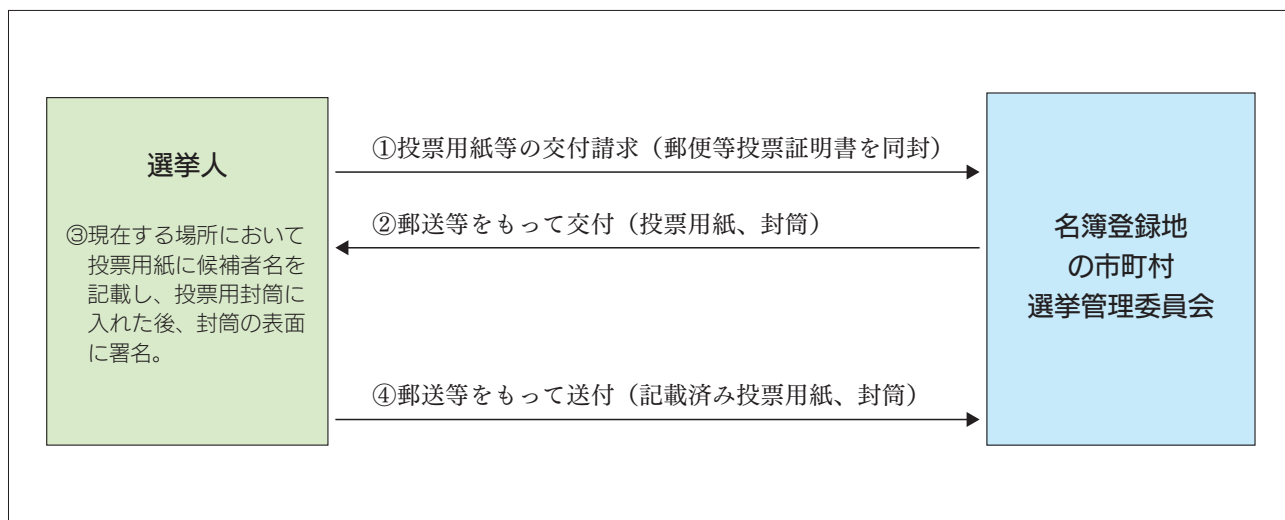 選挙人
③現在する場所において
投票用紙に候補者名を
記載し、投票用封筒に
入れた後、封筒の表面
に署名。
①投票用紙等の交付請求（郵便等投票証明書を同封）
②郵送等をもって交付（投票用紙、封筒）
④郵送等をもって送付（記載済み投票用紙、封筒）
名簿登録地
の市町村
選挙管理委員会